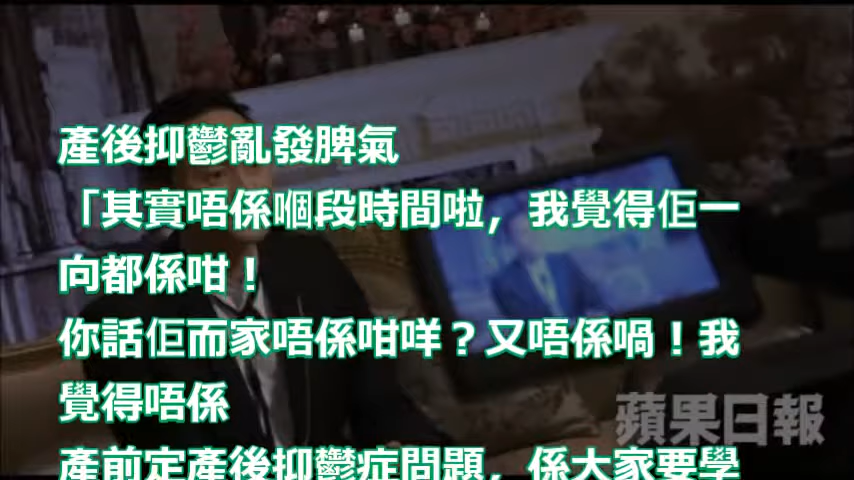 產後抑鬱亂發脾氣
「其實唔係嗰段時間啦，我覺得佢一
向都係咁！
你話佢而家唔係咁咩？又唔係喎！我
覺得唔係
蘋果日報
產前定產後抑鬱症問題，係大家要學